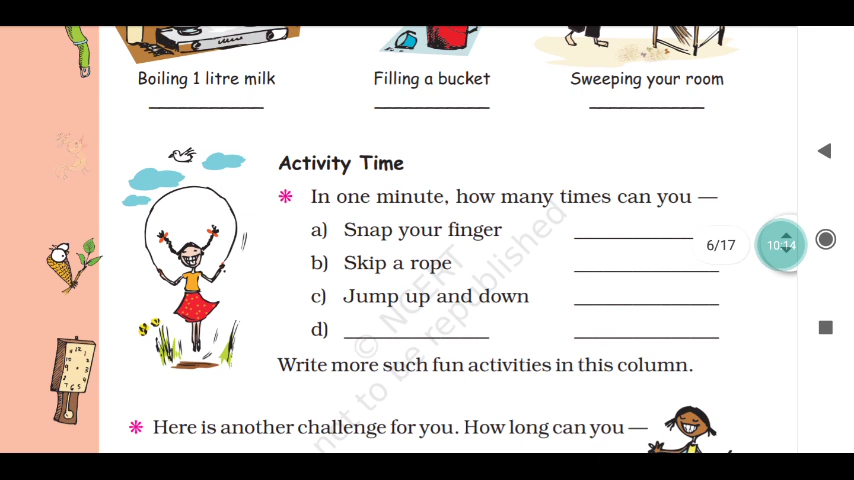 Boiling 1 litre milk
Filling a bucket
Sweeping your room
Activity Time
In one minute, how many times can you —
a) Snap your finger
b) Skip a rope
c) Jump up and down
d)
Write more such fun activities in this column.
Here is another challenge for you. How long can you —
6/17
10:14
© NCERT
not to be republished